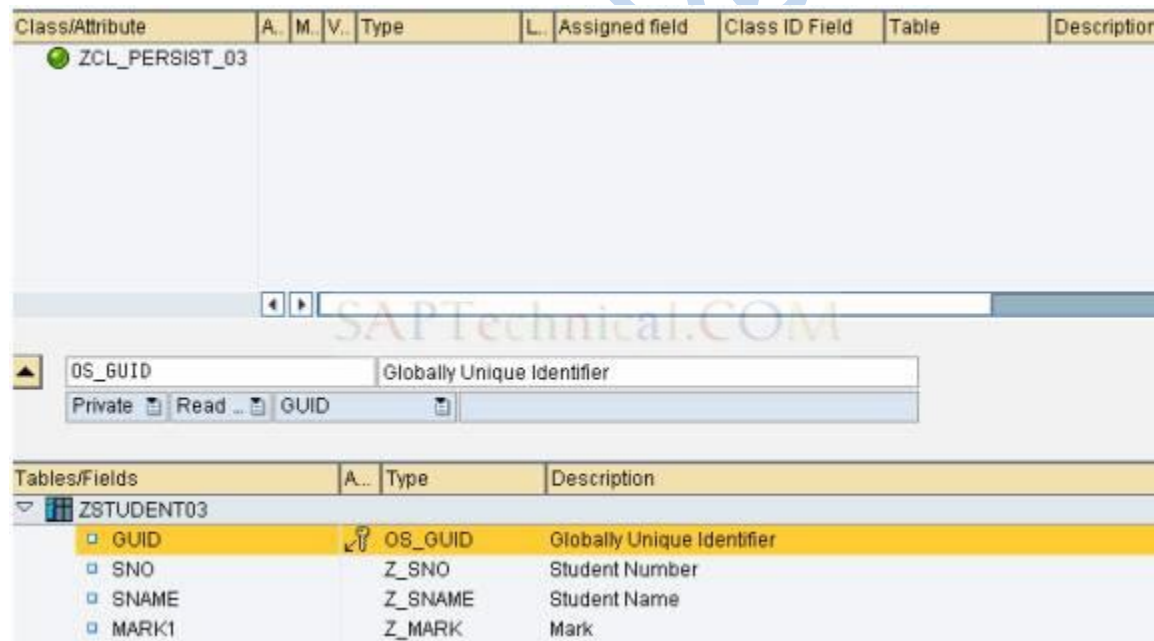 Class/Attribute A.. M.. V.. Type L.. Assigned field Class ID Field Table Description
ZCL_PERSIST_03
SAPTechnical.COM
OS_GUID Globally Unique Identifier
Private Read .. GUID
Tables/Fields A... Type Description
ZSTUDENT03
GUID OS_GUID Globally Unique Identifier
SNO Z_SNO Student Number
SNAME Z_SNAME Student Name
MARK1 Z_MARK Mark